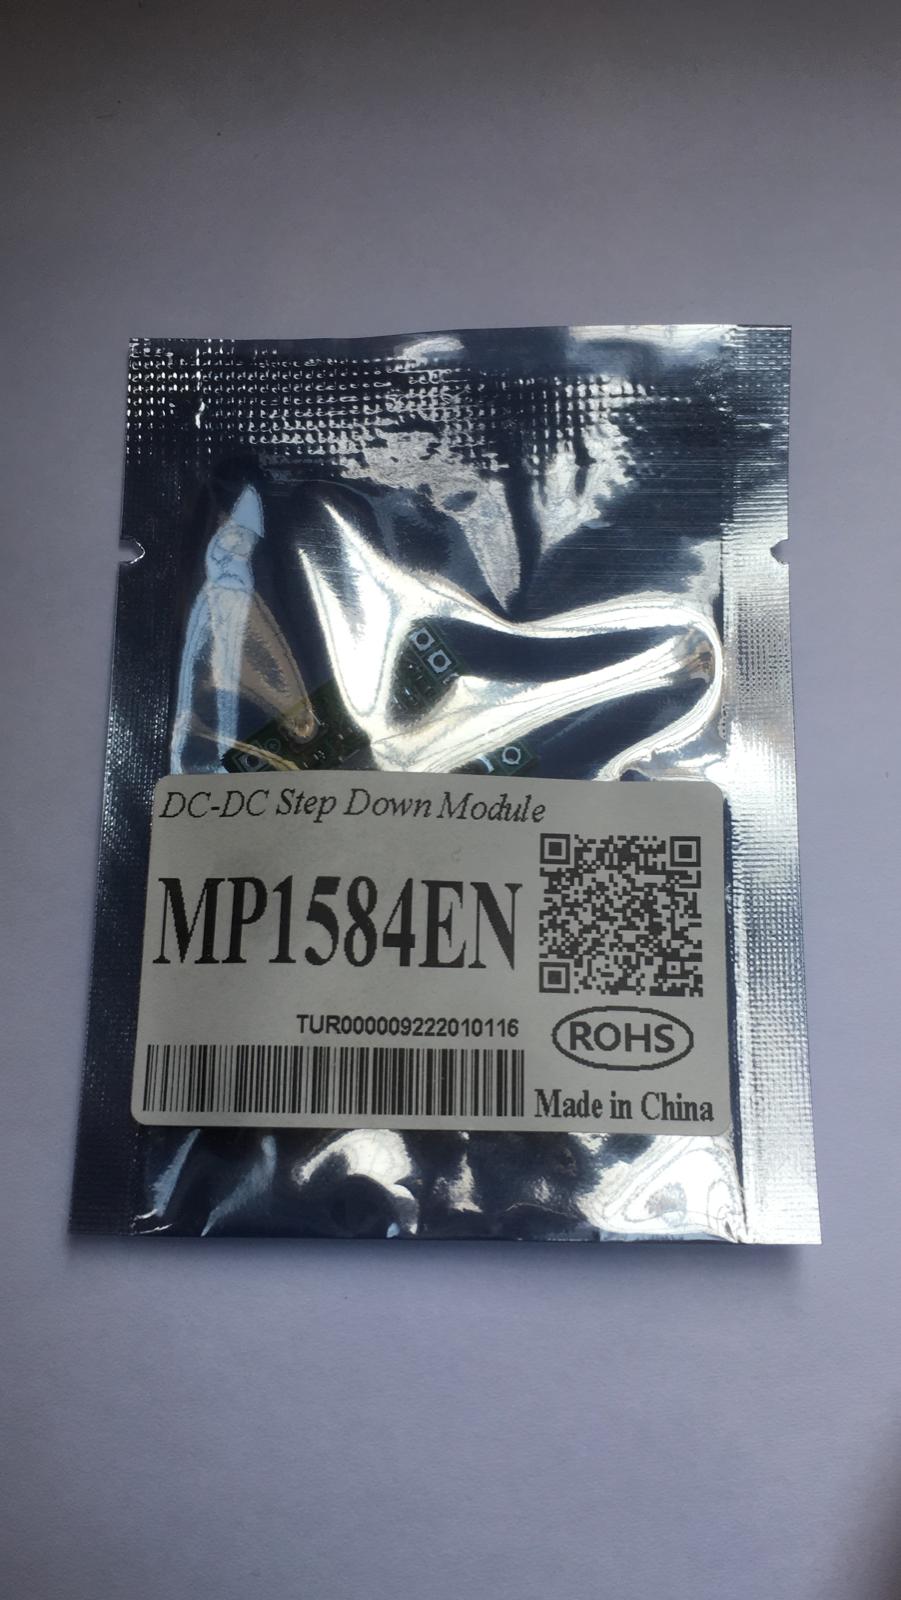 DC-DC Step Down Module
MP1584EN
TUR000009222010116
ROHS
Made in China